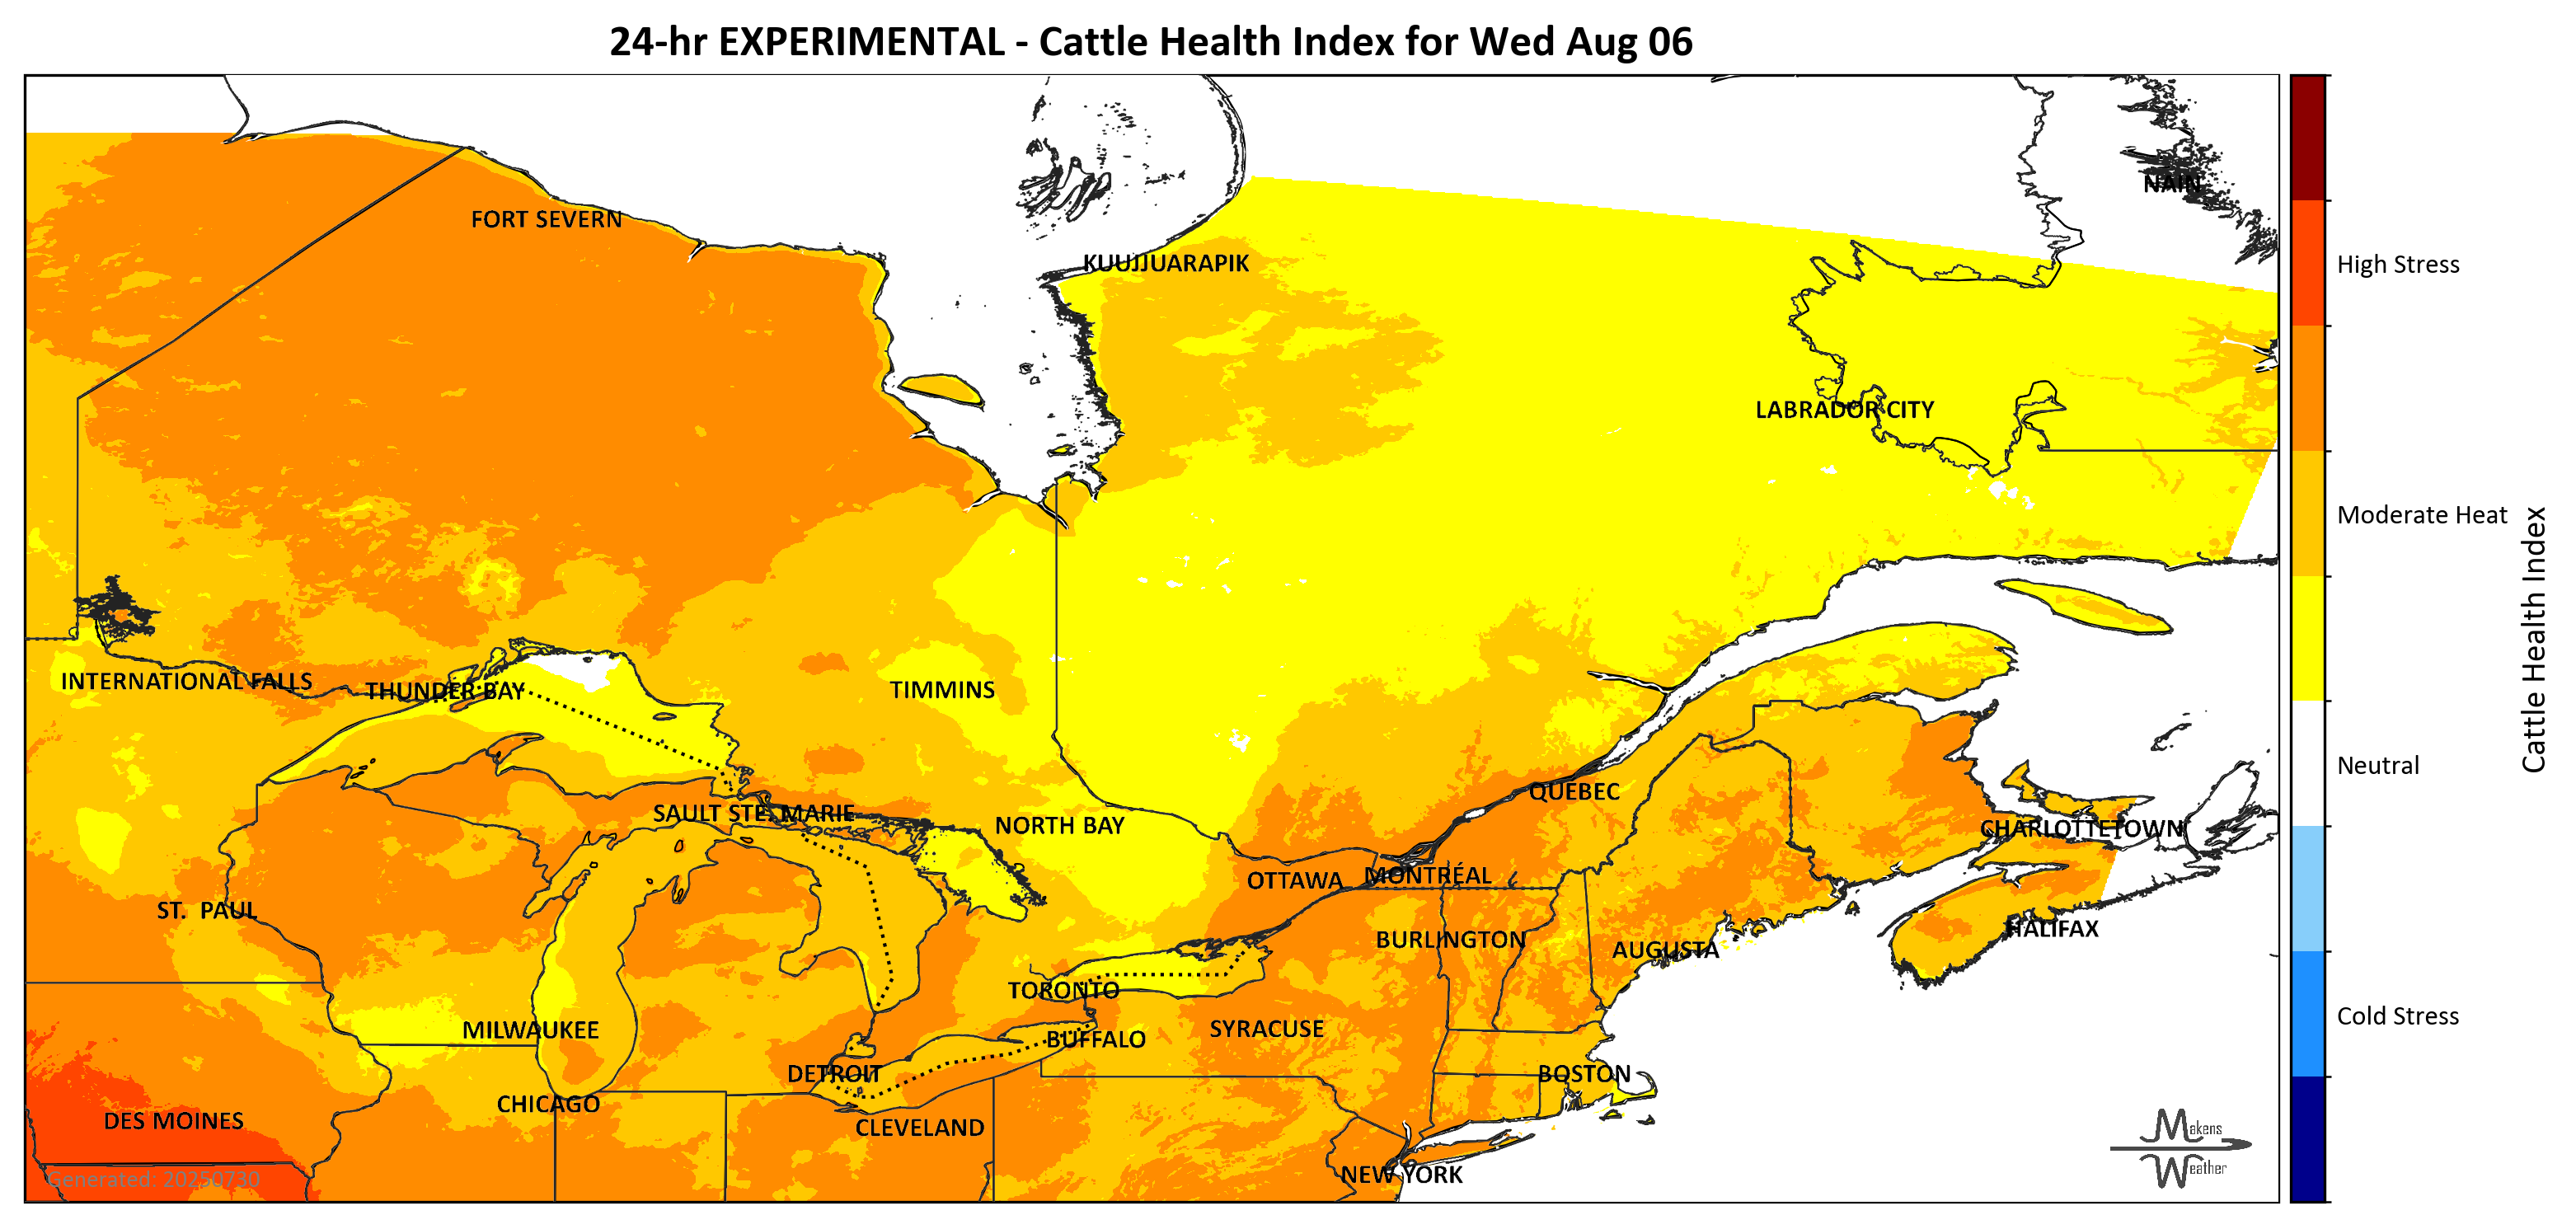 24-hr EXPERIMENTAL - Cattle Health Index for Wed Aug 06
NAIN
FORT SEVERN
KUUJJUARAPIK
High Stress
LABRADOR CITY
Moderate Heat
Cattle Health Index
INTERNATIONAL FALLS
THUNDER BAY
TIMMINS
Neutral
QUEBEC
SAULT STE. MARIE
NORTH BAY
CHARLOTTETOWN
OTTAWA
MONTRÉAL
ST. PAUL
HALIFAX
BURLINGTON
AUGUSTA
TORONTO
Cold Stress
MILWAUKEE
SYRACUSE
BUFFALO
DETROIT
BOSTON
CHICAGO
DES MOINES
CLEVELAND
Makens
Weather
NEW YORK
Generated: 20250730